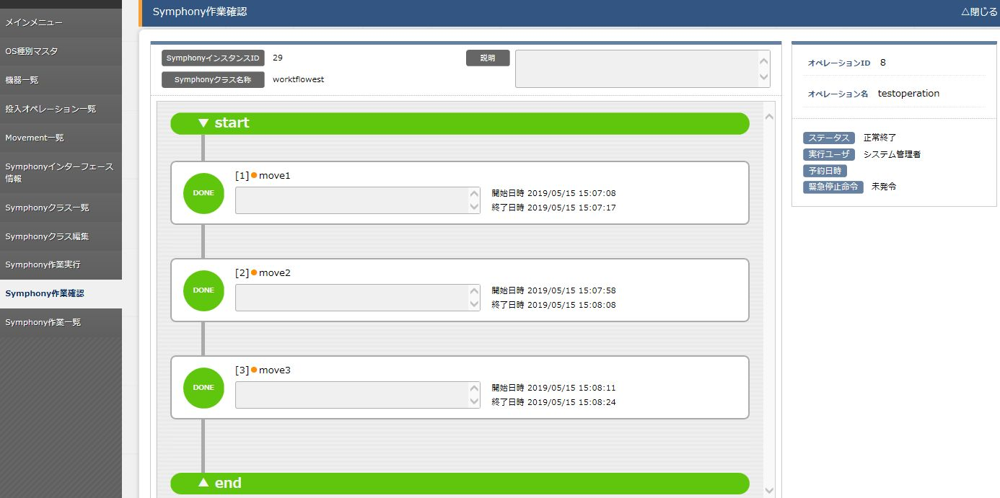 メインメニュー
OS種別マスタ
機器一覧
投入オペレーション一覧
Movement一覧
Symphonyインターフェース
情報
Symphonyクラス一覧
Symphonyクラス編集
Symphony作業実行
Symphony作業確認
Symphony作業一覧
Symphony作業確認
△閉じる
SymphonyインスタンスID 29
説明
Symphonyクラス名称 worktflowest
▼ start
DONE
[1]●move1
開始日時 2019/05/15 15:07:08
終了日時 2019/05/15 15:07:17
DONE
[2]●move2
開始日時 2019/05/15 15:07:58
終了日時 2019/05/15 15:08:08
DONE
[3]●move3
開始日時 2019/05/15 15:08:11
終了日時 2019/05/15 15:08:24
▲ end
オペレーションID 8
オペレーション名 testoperation
ステータス 正常終了
実行ユーザ システム管理者
予約日時
緊急停止命令 未発令